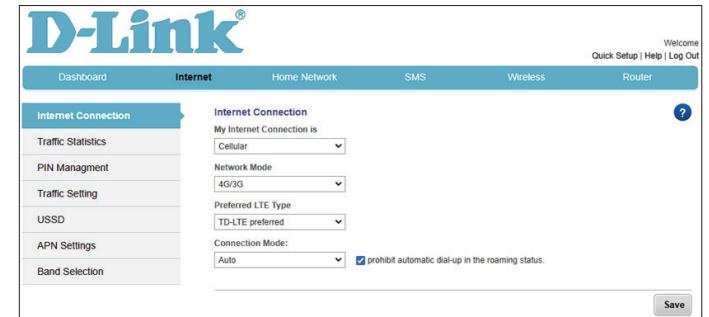 D-Link®
Welcome
Quick Setup | Help | Log Out
Dashboard Internet Home Network SMS Wireless Router
Internet Connection
Traffic Statistics
PIN Managment
Traffic Setting
USSD
APN Settings
Band Selection
Internet Connection
?
My Internet Connection is
Cellular
Network Mode
4G/3G
Preferred LTE Type
TD-LTE preferred
Connection Mode:
Auto prohibit automatic dial-up in the roaming status.
Save